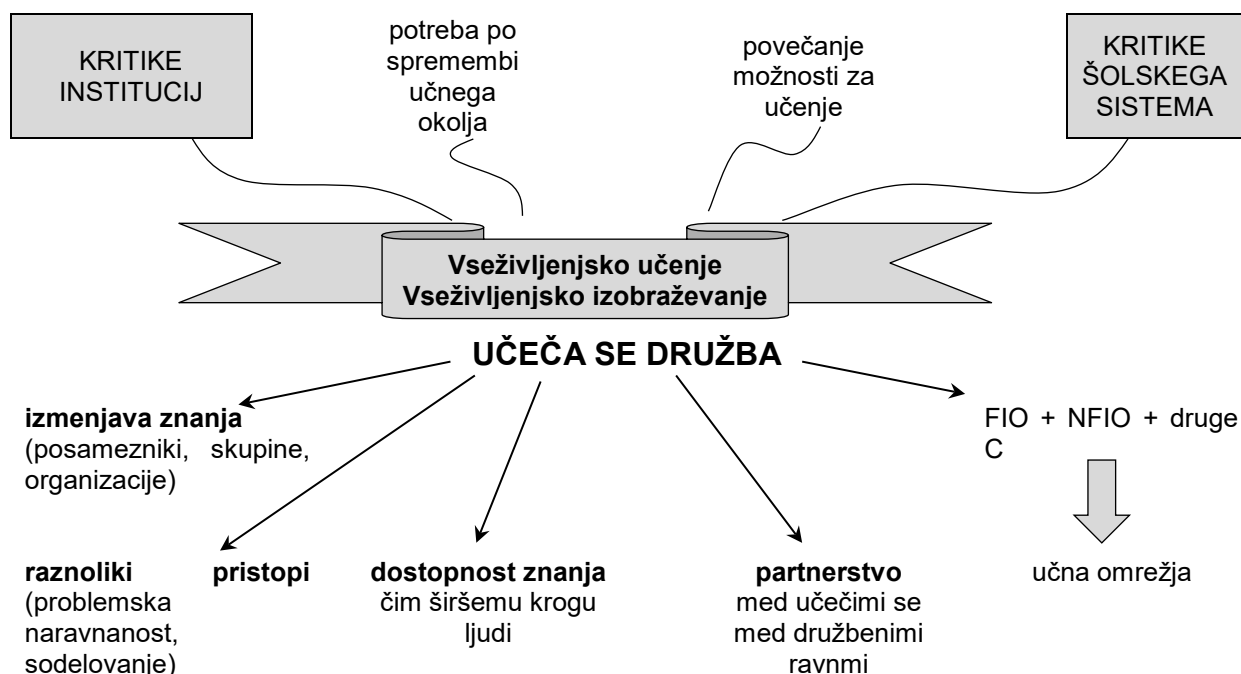 KRITIKE
INSTITUCIJ
potreba po
spremembi
učnega
okolja
povečanje
možnosti za
učenje
KRITIKE
ŠOLSKEGA
SISTEMA
Vseživljenjsko učenje
Vseživljenjsko izobraževanje
UČEČA SE DRUŽBA
izmenjava znanja
(posamezniki, skupine,
organizacije)
FIO + NFIO + druge
C
raznoliki pristopi
(problemska
naravnanost,
sodelovanje)
dostopnost znanja
čim širšemu krogu
ljudi
partnerstvo
med učečimi se
med družbenimi
ravnmi
učna omrežja